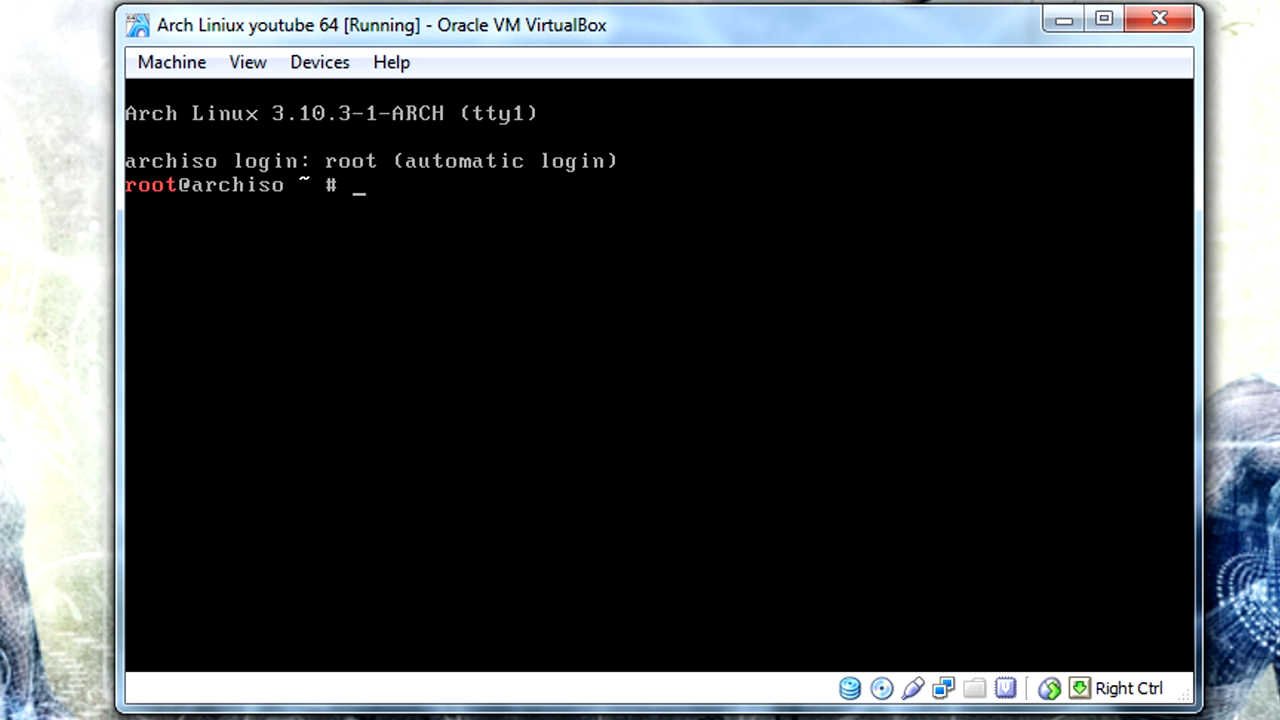 Arch Liniux youtube 64 [Running] - Oracle VM VirtualBox
Machine View Devices Help
Arch Linux 3.10.3-1-ARCH (tty1)
archiso login: root (automatic login)
root@archiso ~ # _
Right Ctrl